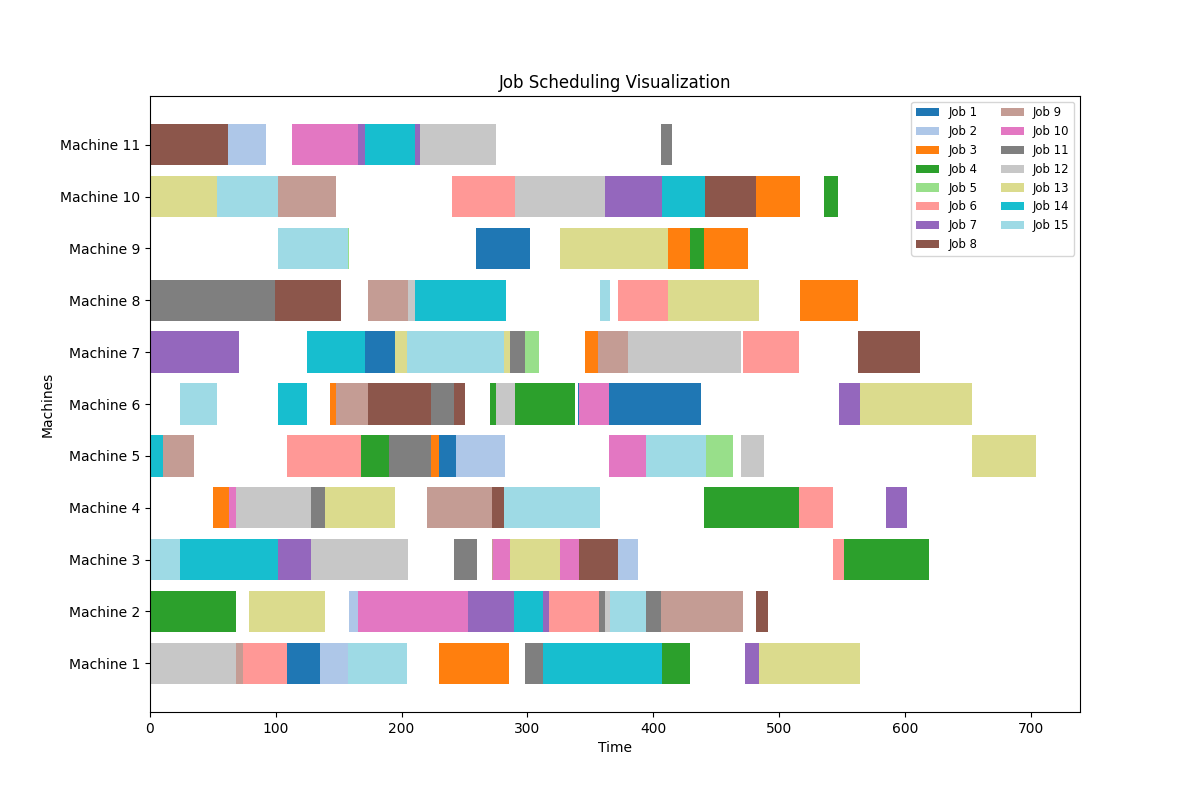 Job Scheduling Visualization
Machine 11
Machine 10
Machine 9
Machine 8
Machine 7
Machine 6
Machine 5
Machine 4
Machine 3
Machine 2
Machine 1
Machines
Job 1
Job 2
Job 3
Job 4
Job 5
Job 6
Job 7
Job 8
Job 9
Job 10
Job 11
Job 12
Job 13
Job 14
Job 15
0 100 200 300 400 500 600 700
Time